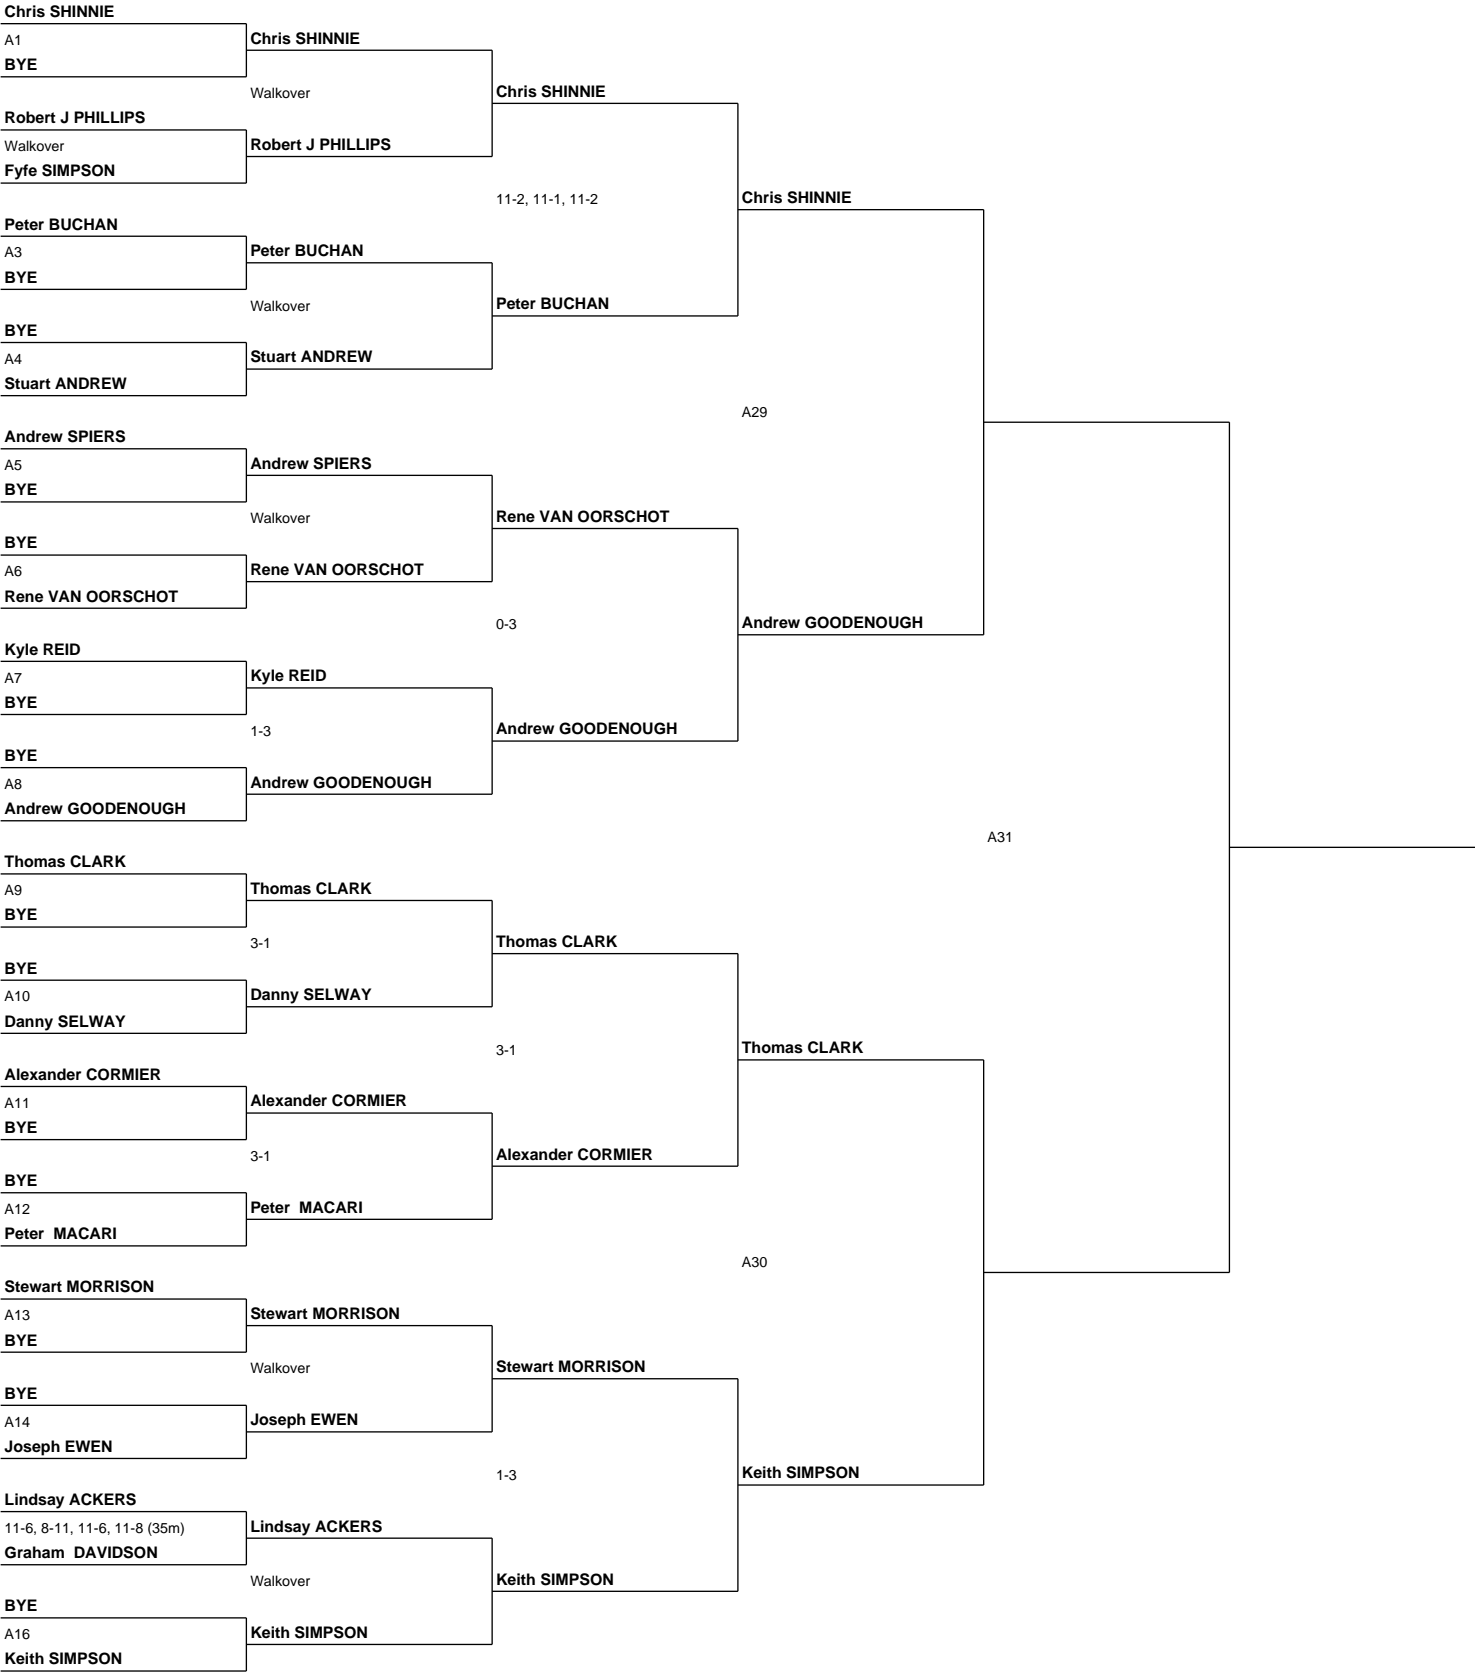 Chris SHINNIE
A1
BYE
Robert J PHILLIPS
Walkover
Fyfe SIMPSON
Peter BUCHAN
A3
BYE
BYE
A4
Stuart ANDREW
Andrew SPIERS
A5
BYE
BYE
A6
Rene VAN OORSCHOT
Kyle REID
A7
BYE
BYE
A8
Andrew GOODENOUGH
Thomas CLARK
A9
BYE
BYE
A10
Danny SELWAY
Alexander CORMIER
A11
BYE
BYE
A12
Peter  MACARI
Stewart MORRISON
A13
BYE
BYE
A14
Joseph EWEN
Lindsay ACKERS
11-6, 8-11, 11-6, 11-8 (35m)
Graham  DAVIDSON
BYE
A16
Keith SIMPSON
Chris SHINNIE
Walkover
Robert J PHILLIPS
Peter BUCHAN
Walkover
Stuart ANDREW
Andrew SPIERS
Walkover
Rene VAN OORSCHOT
Kyle REID
1-3
Andrew GOODENOUGH
Thomas CLARK
3-1
Danny SELWAY
Alexander CORMIER
3-1
Peter  MACARI
Stewart MORRISON
Walkover
Joseph EWEN
Lindsay ACKERS
Walkover
Keith SIMPSON
Chris SHINNIE
11-2, 11-1, 11-2
Peter BUCHAN
Rene VAN OORSCHOT
0-3
Andrew GOODENOUGH
Thomas CLARK
3-1
Alexander CORMIER
Stewart MORRISON
1-3
Keith SIMPSON
Chris SHINNIE
A29
Andrew GOODENOUGH
Thomas CLARK
A30
Keith SIMPSON
A31